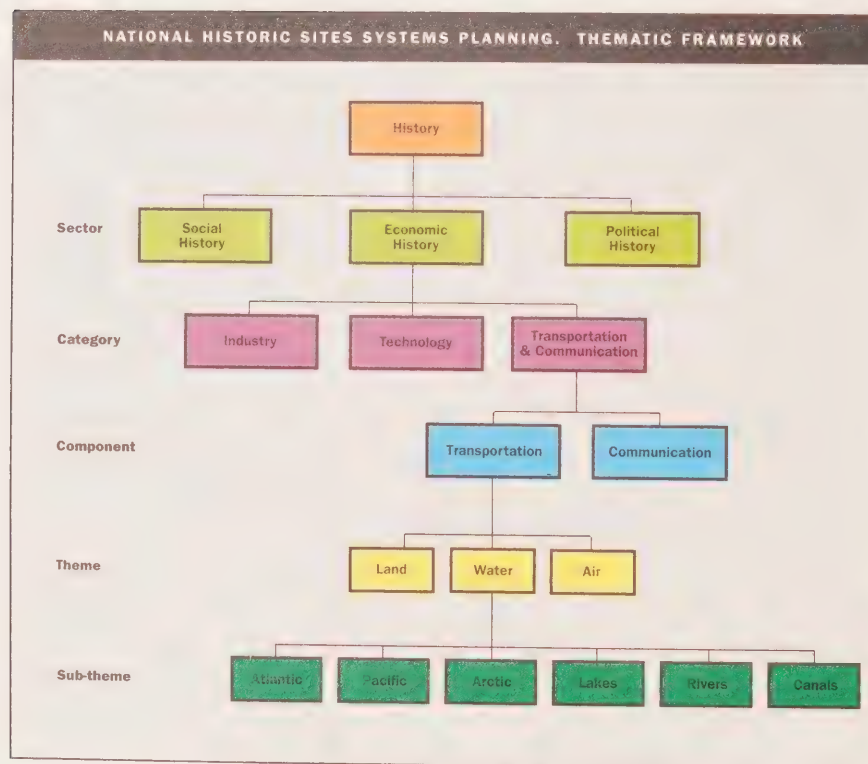 NATIONAL HISTORIC SITES SYSTEMS PLANNING. THEMATIC FRAMEWORK
History
Sector
Social
History
Economic
History
Political
History
Category
Industry
Technology
Transportation
& Communication
Component
Transportation
Communication
Theme
Land
Water
Air
Sub-theme
Atlantic
Pacific
Arctic
Lakes
Rivers
Canals